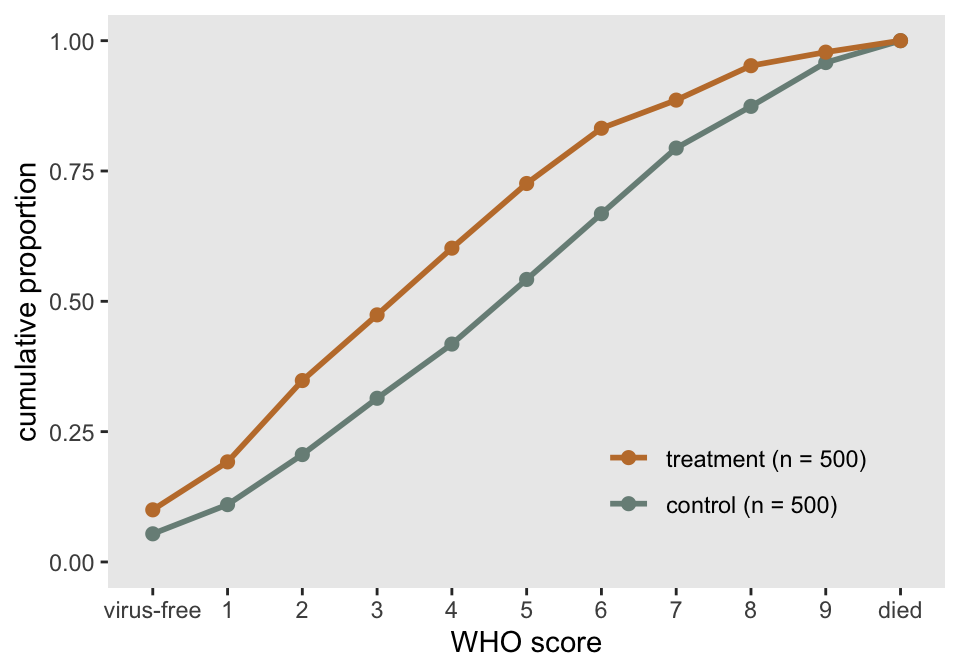 1.00
0.75
0.50
0.25
0.00
cumulative proportion
treatment (n = 500)
control (n = 500)
virus-free 1 2 3 4 5 6 7 8 9 died
WHO score